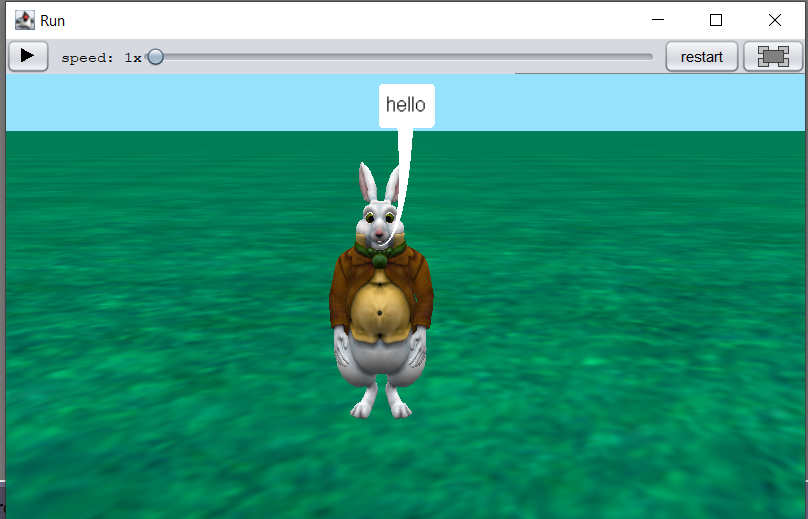 Run
speed: 1x
restart
hello